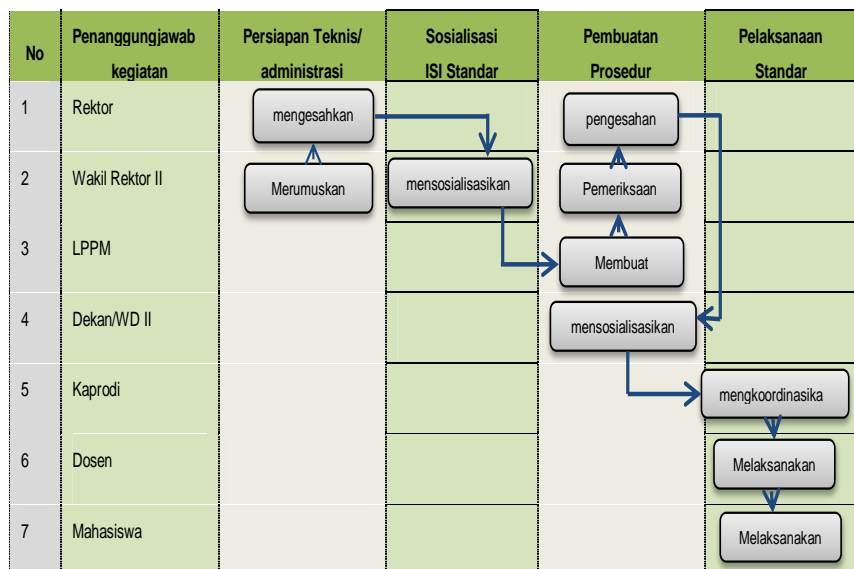 No
Penanggungjawab
kegiatan
Persiapan Teknis/
administrasi
Sosialisasi
ISI Standar
Pembuatan
Prosedur
Pelaksanaan
Standar
1
Rektor
mengesahkan
pengesahan
2
Wakil Rektor II
Merumuskan
mensosialisasikan
Pemeriksaan
3
LPPM
Membuat
4
Dekan/WD II
mensosialisasikan
5
Kaprodi
mengkoordinasika
6
Dosen
Melaksanakan
7
Mahasiswa
Melaksanakan